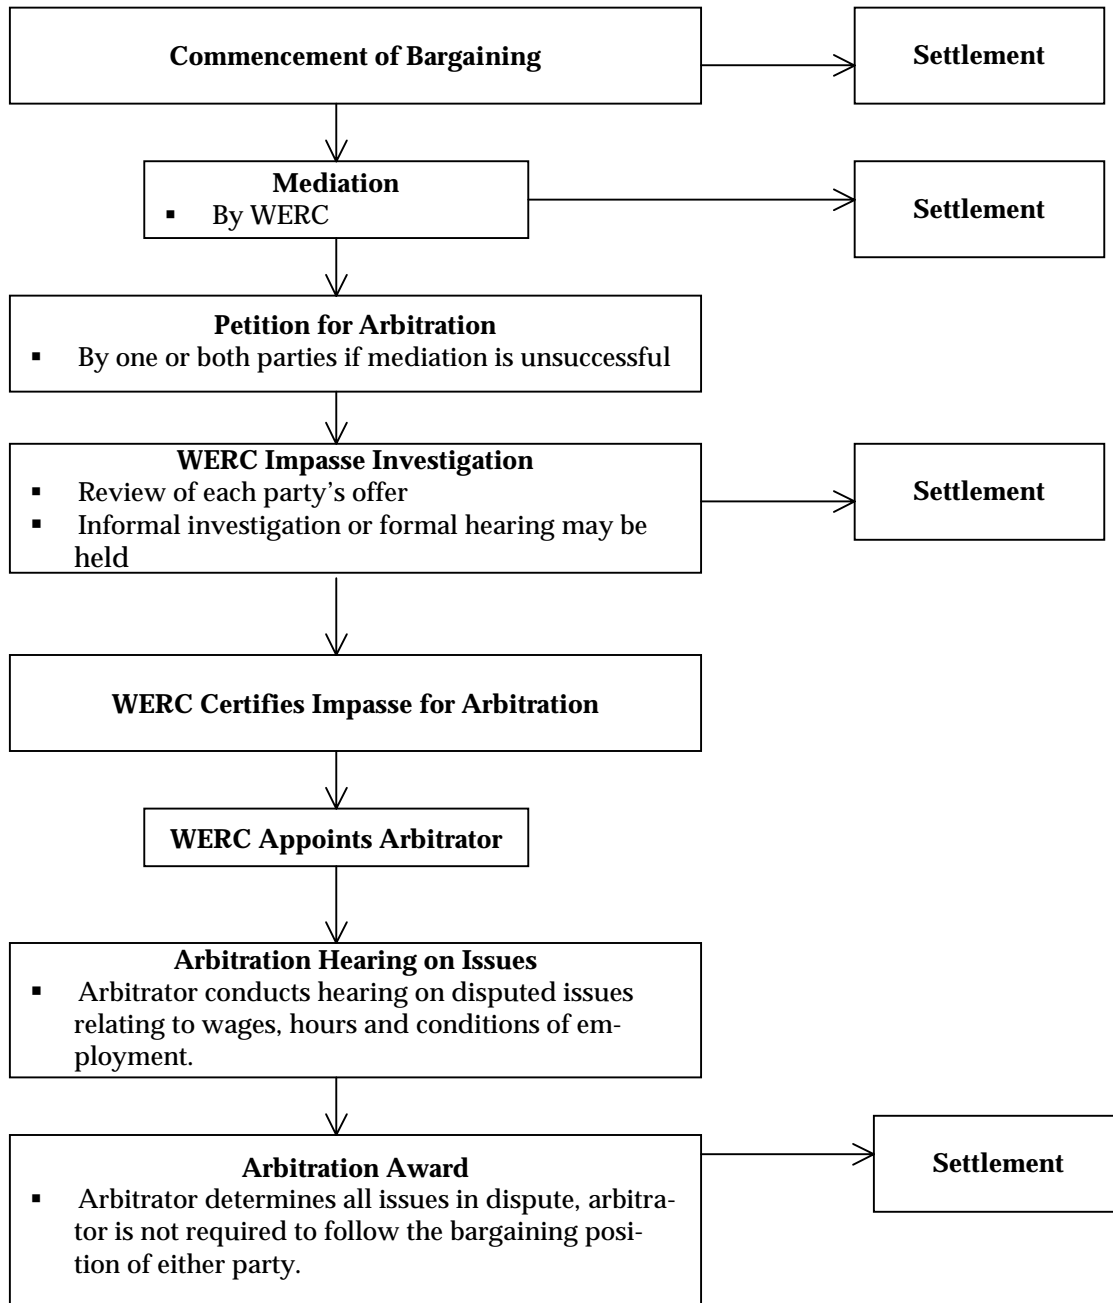 Commencement of Bargaining
Settlement
Mediation
▪ By WERC
Settlement
Petition for Arbitration
▪ By one or both parties if mediation is unsuccessful
WERC Impasse Investigation
▪ Review of each party’s offer
▪ Informal investigation or formal hearing may be
held
Settlement
WERC Certifies Impasse for Arbitration
WERC Appoints Arbitrator
Arbitration Hearing on Issues
▪ Arbitrator conducts hearing on disputed issues
relating to wages, hours and conditions of em-
ployment.
Arbitration Award
▪ Arbitrator determines all issues in dispute, arbitra-
tor is not required to follow the bargaining posi-
tion of either party.
Settlement